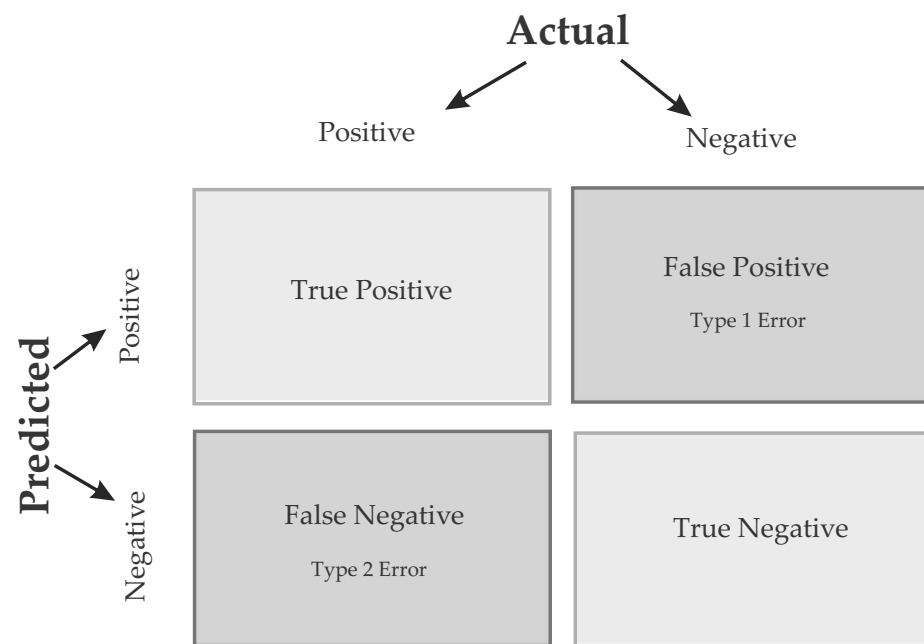 Actual
Positive
Negative
Predicted
Positive
True Positive
False Positive
Type 1 Error
Negative
False Negative
Type 2 Error
True Negative